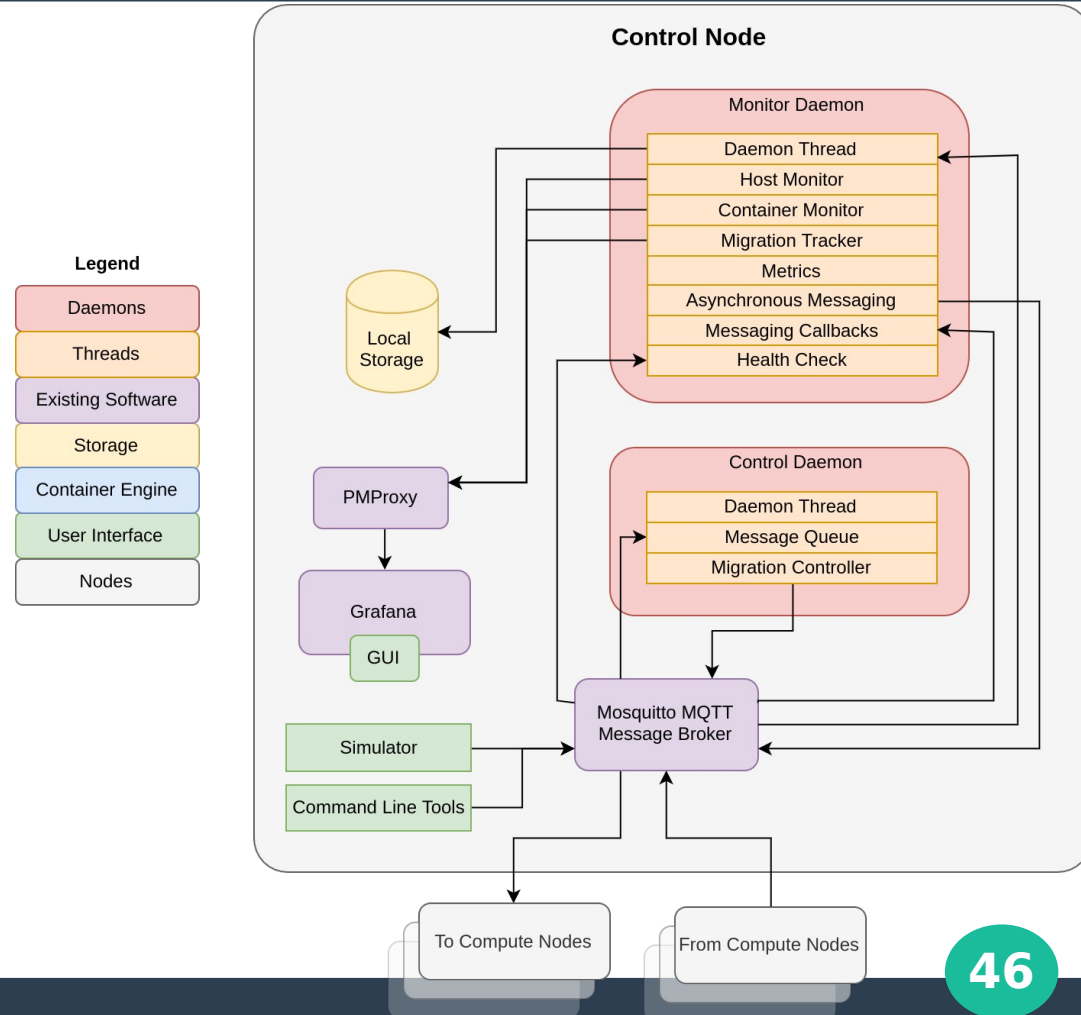 Control Node
Monitor Daemon
Daemon Thread
Host Monitor
Container Monitor
Migration Tracker
Metrics
Asynchronous Messaging
Messaging Callbacks
Health Check
Legend
Daemons
Threads
Existing Software
Storage
Container Engine
User Interface
Nodes
Local
Storage
PMProxy
Grafana
GUI
Control Daemon
Daemon Thread
Message Queue
Migration Controller
Mosquitto MQTT
Message Broker
Simulator
Command Line Tools
To Compute Nodes
From Compute Nodes
46